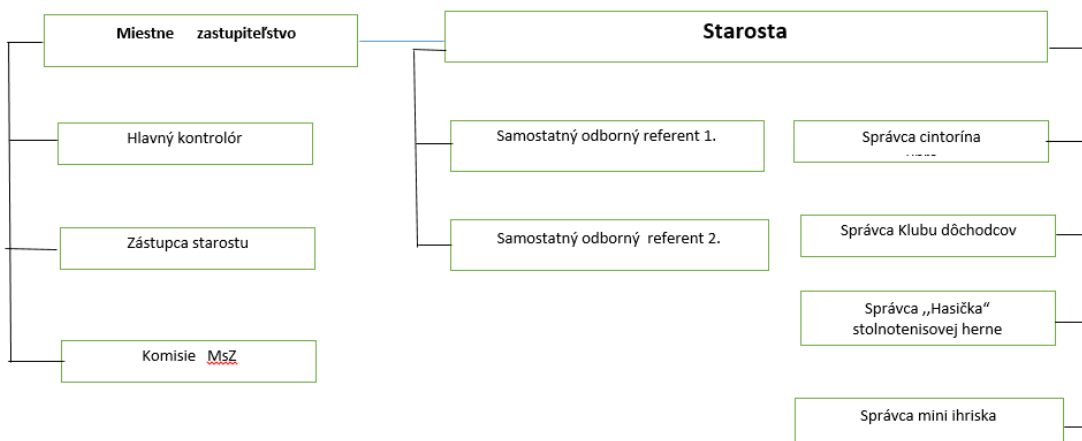 Miestne zastupiteľstvo
Starosta
Hlavný kontrolór
Zástupca starostu
Komisie MsZ
Samostatný odborný referent 1.
Samostatný odborný referent 2.
Správca cintorína
Správca Klubu dôchodcov
Správca ,,Hasička“
stolnotenisovej herne
Správca mini ihriska